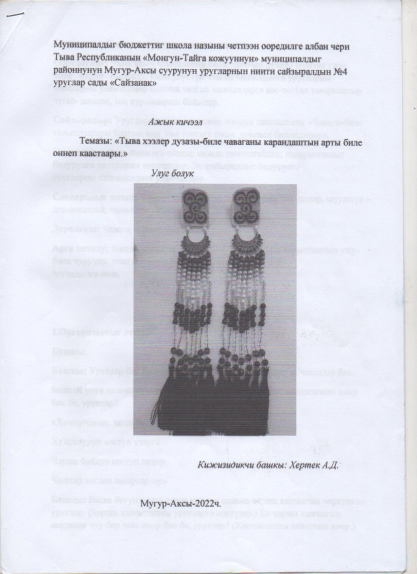 Муниципалдыг бюджеттиг школа назыны четпээн ооредилге албан чери
Тыва Республиканын «Монгун-Тайга кожууннун» муниципалдыг
районнунун Мугур-Аксы суурунун уругларнын ниити сайзыралдын №4
уруглар сады «Сайзанак»
Ажык кичээл
Темазы: «Тыва хээлер дузазы-биле чаваганы карандаштын арты биле
оннеп каастаары.»
Улуг болук
Кижизидикчи башкы: Хертек А.Д.
Мугур-Аксы-2022ч.